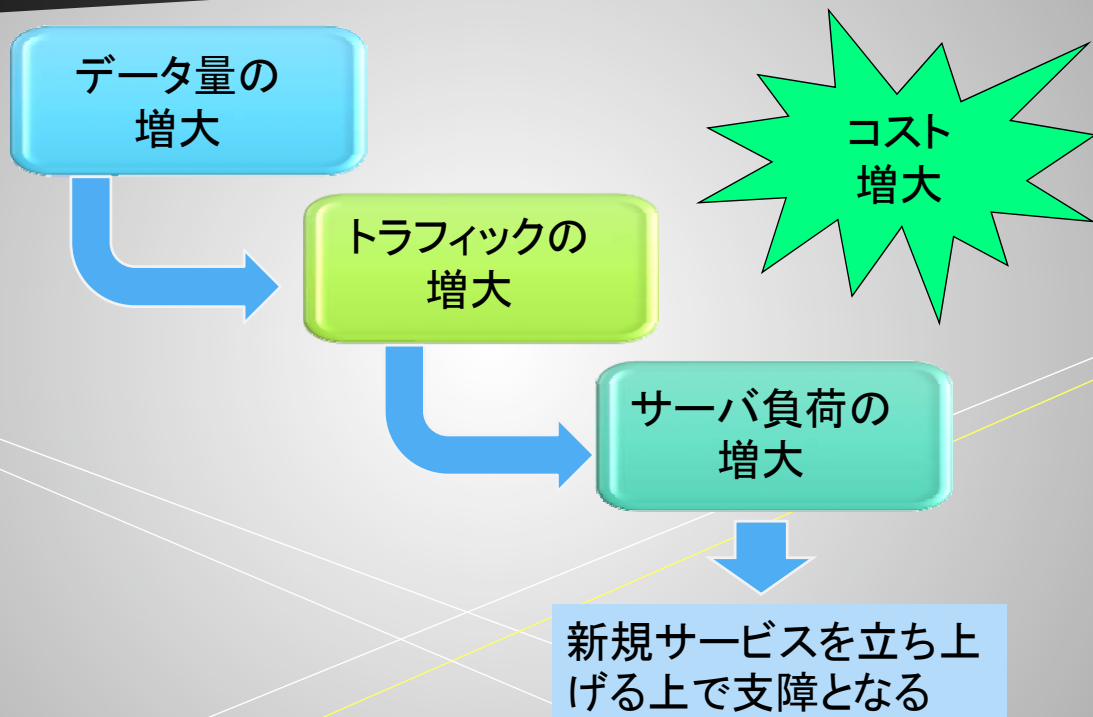 データ量の
増大
コスト
増大
トラフィックの
増大
サーバ負荷の
増大
新規サービスを立ち上
げる上で支障となる